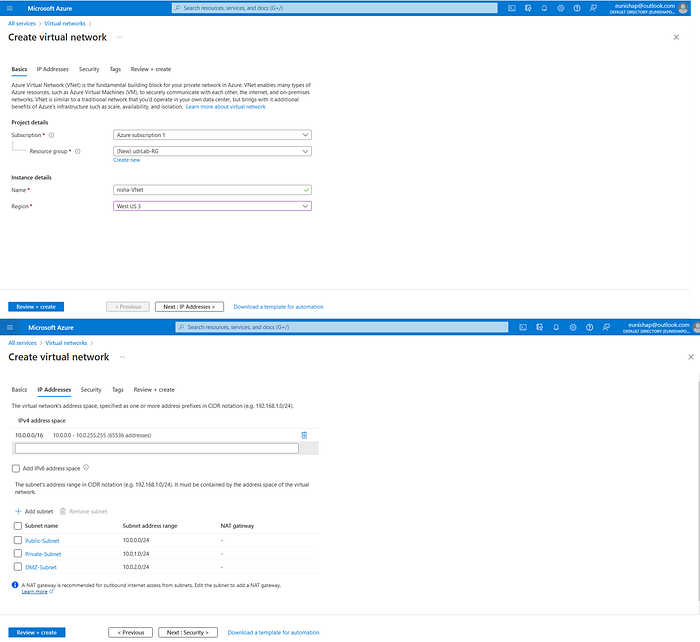 Microsoft Azure
Search resources, services, and docs (G+/)
eunishap@outlook.com
DEFAULT DIRECTORY (EUNISHAPO...
All services > Virtual networks >
Create virtual network ...
Basics IP Addresses Security Tags Review + create
Azure Virtual Network (VNet) is the fundamental building block for your private network in Azure. VNet enables many types of
Azure resources, such as Azure Virtual Machines (VM), to securely communicate with each other, the internet, and on-premises
networks. VNet is similar to a traditional network that you'd operate in your own data center, but brings with it additional
benefits of Azure's infrastructure such as scale, availability, and isolation. Learn more about virtual network
Project details
Subscription * Azure subscription 1
Resource group * (New) udrLab-RG
Create new
Instance details
Name * nisha-VNet
Region * West US 3
Review + create < Previous Next : IP Addresses > Download a template for automation
Microsoft Azure
Search resources, services, and docs (G+/)
eunishap@outlook.com
DEFAULT DIRECTORY (EUNISHAPO...
All services > Virtual networks >
Create virtual network ...
Basics IP Addresses Security Tags Review + create
The virtual network's address space, specified as one or more address prefixes in CIDR notation (e.g. 192.168.1.0/24).
IPv4 address space
10.0.0.0/16 10.0.0.0 - 10.0.255.255 (65536 addresses)
Add IPv6 address space
The subnet's address range in CIDR notation (e.g. 192.168.1.0/24). It must be contained by the address space of the virtual
network.
+ Add subnet Remove subnet
Subnet name Subnet address range NAT gateway
Public-Subnet 10.0.0.0/24 -
Private-Subnet 10.0.1.0/24 -
DMZ-Subnet 10.0.2.0/24 -
A NAT gateway is recommended for outbound internet access from subnets. Edit the subnet to add a NAT gateway.
Learn more
Review + create < Previous Next : Security > Download a template for automation